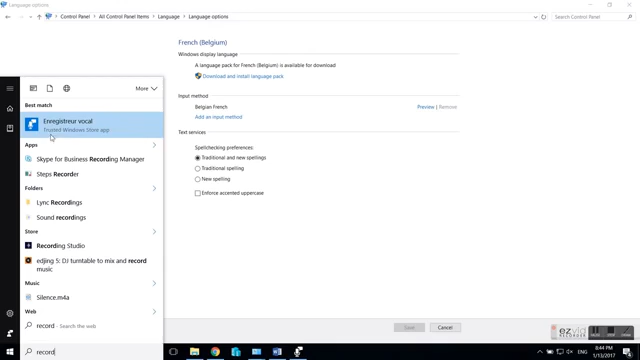 Language options
Control Panel > All Control Panel Items > Language > Language options
Search Control Panel
French (Belgium)
Windows display language
A language pack for French (Belgium) is available for download
Download and install language pack
Input method
Belgian French
Preview | Remove
Add an input method
Text services
Spellchecking preferences:
Traditional and new spellings
Traditional spelling
New spelling
Enforce accented uppercase
Save
Cancel
More
Best match
Enregistreur vocal
Trusted Windows Store app
Apps
Skype for Business Recording Manager
Steps Recorder
Folders
Lync Recordings
Sound recordings
Store
Recording Studio
edjing 5: DJ turntable to mix and record
music
Music
Silence.m4a
Web
record - Search the web
record
ezvid
RECORDER
ENG
8:44 PM
1/13/2017